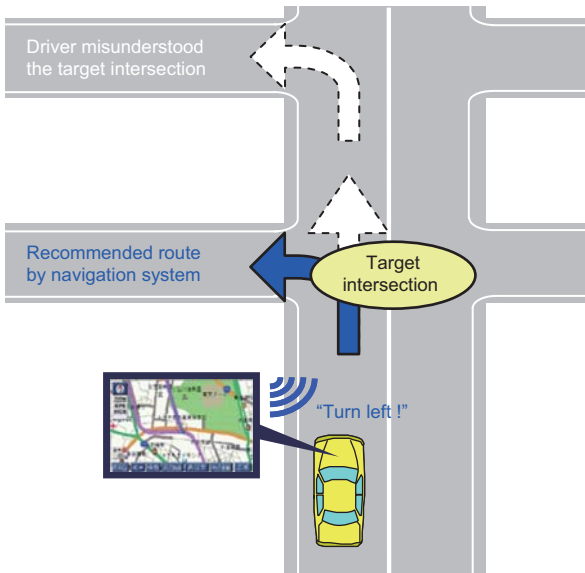 Driver misunderstood
the target intersection
Recommended route
by navigation system
Target
intersection
“Turn left !”